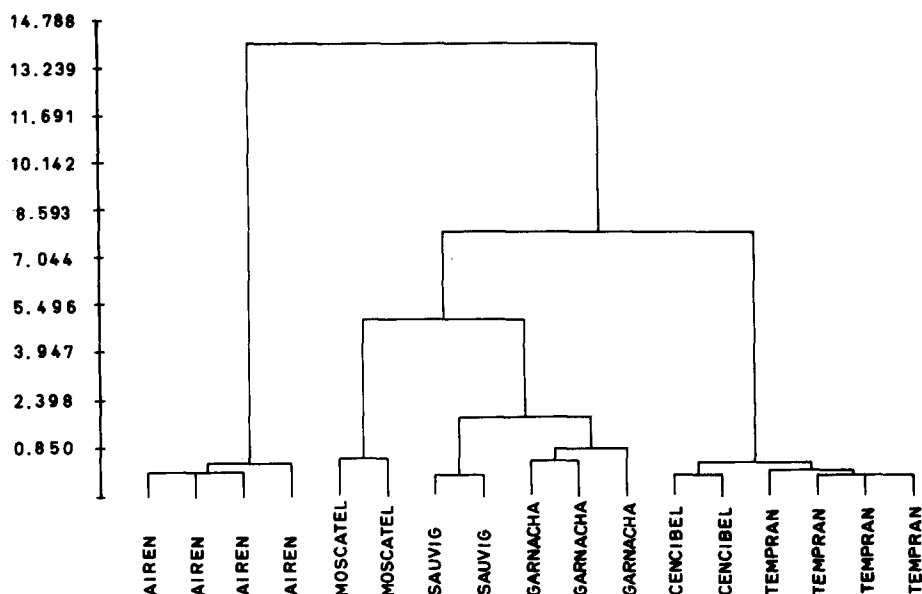 14.788
13.239
11.691
10.142
8.593
7.044
5.496
3.947
2.398
0.850
AIREN
AIREN
AIREN
AIREN
MOSCATEL
MOSCATEL
SAUVIG
SAUVIG
GARNACHA
GARNACHA
GARNACHA
CENCIBEL
CENCIBEL
TEMPRAN
TEMPRAN
TEMPRAN
TEMPRAN